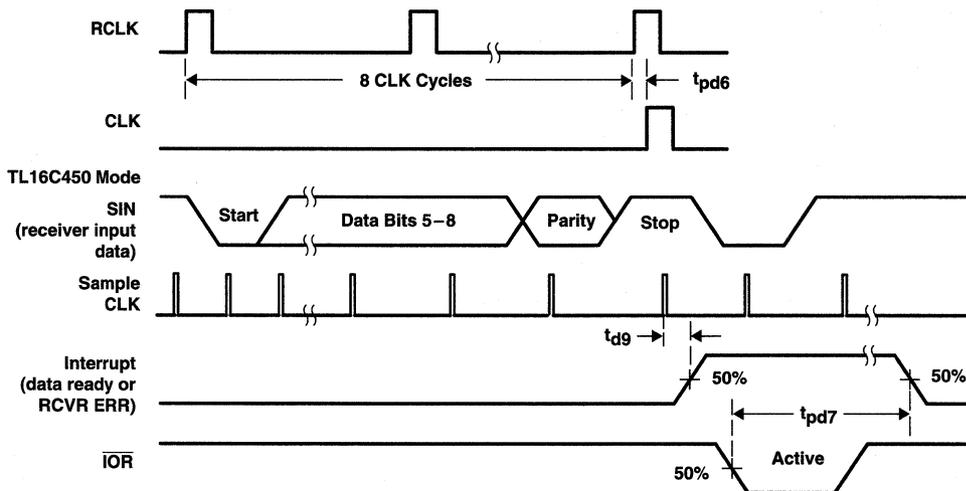 RCLK
8 CLK Cycles
tpd6
CLK
TL16C450 Mode
SIN
(receiver input
data)
Start
Data Bits 5–8
Parity
Stop
Sample
CLK
td9
Interrupt
(data ready or
RCVR ERR)
50%
50%
tpd7
IOR
50%
Active